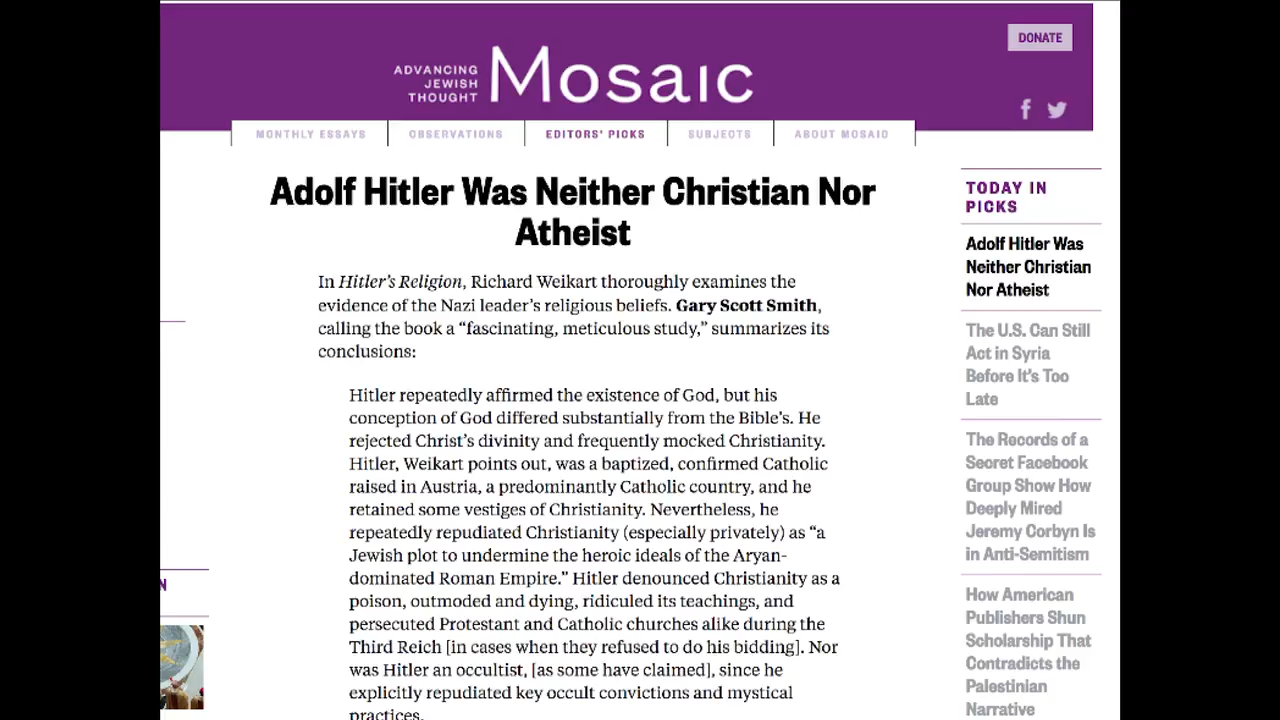 DONATE
ADVANCING
JEWISH
THOUGHT
Mosaic
MONTHLY ESSAYS
OBSERVATIONS
EDITORS' PICKS
SUBJECTS
ABOUT MOSAID
Adolf Hitler Was Neither Christian Nor
Atheist
In Hitler's Religion, Richard Weikart thoroughly examines the
evidence of the Nazi leader's religious beliefs. Gary Scott Smith,
calling the book a “fascinating, meticulous study,” summarizes its
conclusions:
Hitler repeatedly affirmed the existence of God, but his
conception of God differed substantially from the Bible's. He
rejected Christ's divinity and frequently mocked Christianity.
Hitler, Weikart points out, was a baptized, confirmed Catholic
raised in Austria, a predominantly Catholic country, and he
retained some vestiges of Christianity. Nevertheless, he
repeatedly repudiated Christianity (especially privately) as “a
Jewish plot to undermine the heroic ideals of the Aryan-
dominated Roman Empire.” Hitler denounced Christianity as a
poison, outmoded and dying, ridiculed its teachings, and
persecuted Protestant and Catholic churches alike during the
Third Reich [in cases when they refused to do his bidding]. Nor
was Hitler an occultist, [as some have claimed], since he
explicitly repudiated key occult convictions and mystical
practices.
TODAY IN
PICKS
Adolf Hitler Was
Neither Christian
Nor Atheist
The U.S. Can Still
Act in Syria
Before It's Too
Late
The Records of a
Secret Facebook
Group Show How
Deeply Mired
Jeremy Corbyn Is
in Anti-Semitism
How American
Publishers Shun
Scholarship That
Contradicts the
Palestinian
Narrative
N